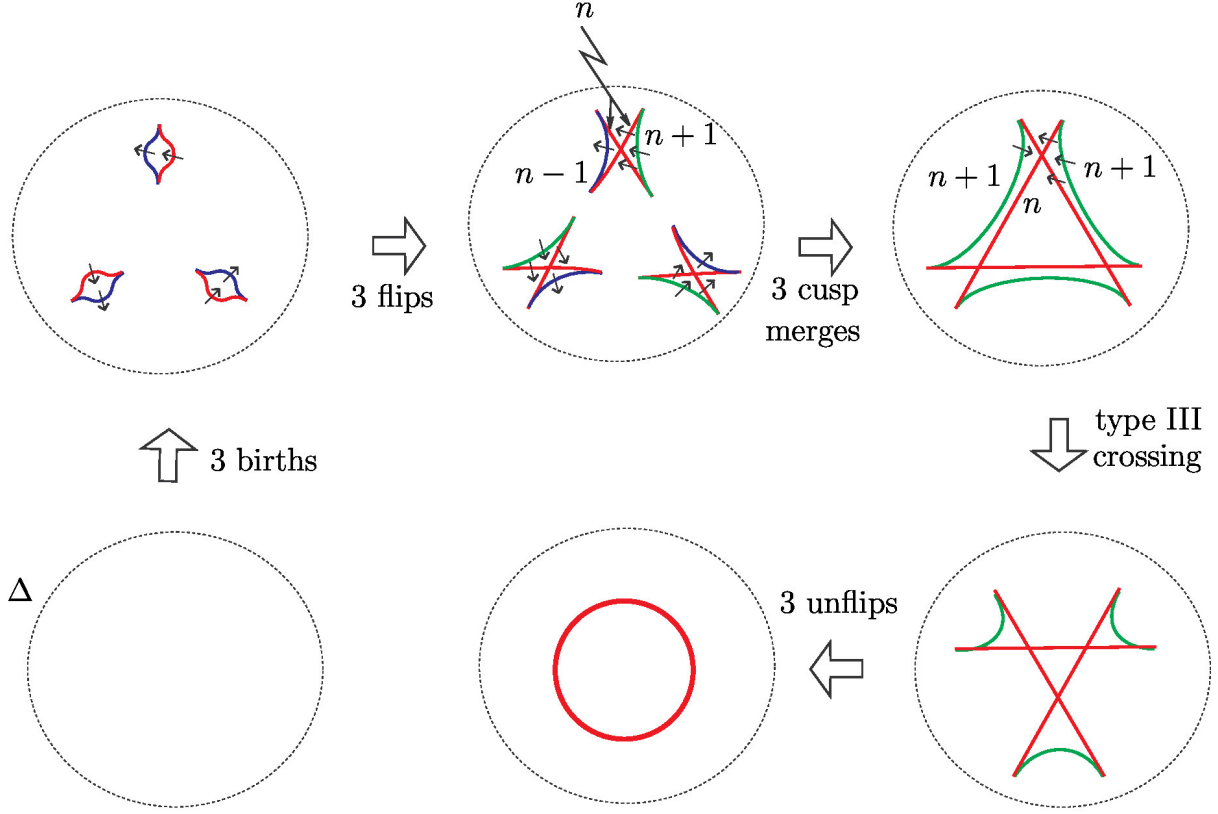 n
n + 1
n − 1
n + 1
n + 1
n
3 flips
3 cusp
merges
type III
crossing
3 births
Δ
3 unflips